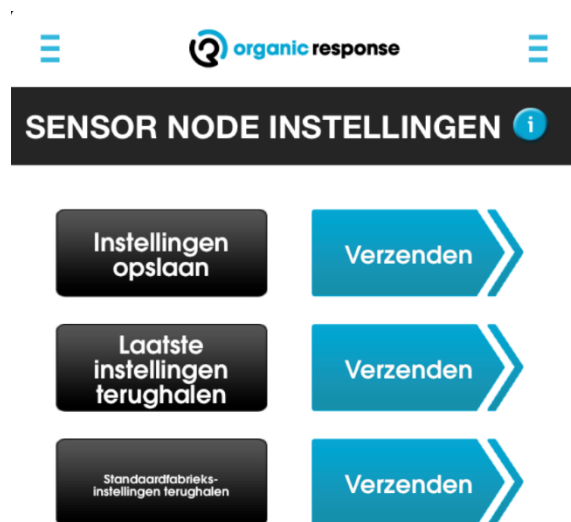 organic response
SENSOR NODE INSTELLINGEN i
Instellingen
opslaan
Verzenden
Laatste
instellingen
terughalen
Verzenden
Standaardfabrieks-
instellingen terughalen
Verzenden